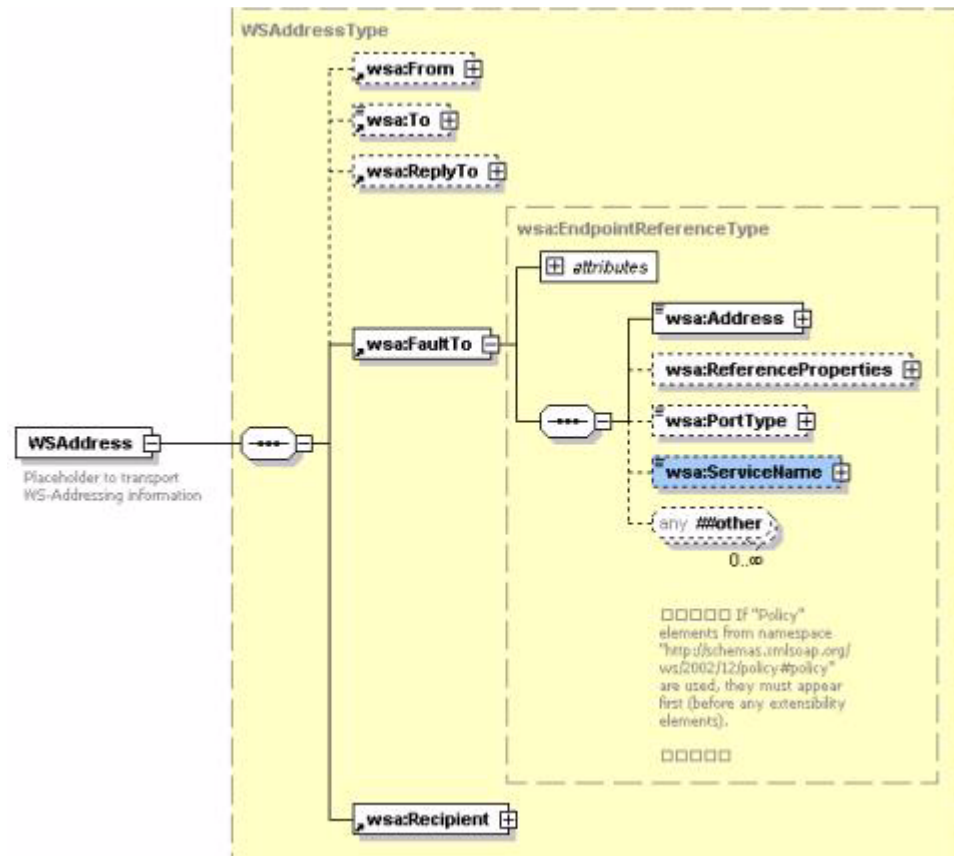 WSAddressType
wsa:From
wsa:To
wsa:ReplyTo
wsa:EndpointReferenceType
attributes
wsa:Address
wsa:FaultTo
wsa:ReferenceProperties
wsa:PortType
WSAddress
wsa:ServiceName
Placeholder to transport
WS-Addressing information
any ##other
0..∞
□□□□□ If "Policy"
elements from namespace
"http://schemas.xmlsoap.org/
ws/2002/12/policy#policy"
are used, they must appear
first (before any extensibility
elements).
□□□□□
wsa:Recipient